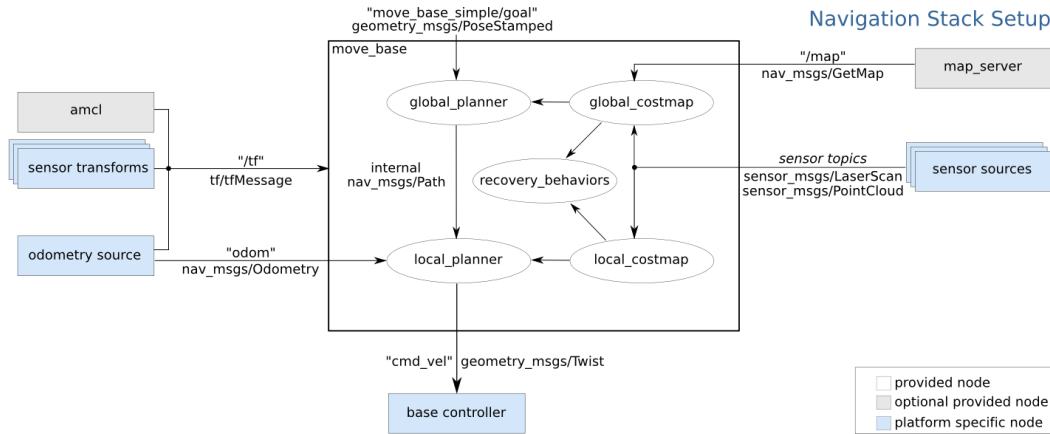 Navigation Stack Setup
"move_base_simple/goal"
geometry_msgs/PoseStamped
move_base
"/map"
nav_msgs/GetMap
map_server
amcl
global_planner
global_costmap
sensor transforms
"/tf"
tf/tfMessage
internal
nav_msgs/Path
recovery_behaviors
sensor topics
sensor_msgs/LaserScan
sensor_msgs/PointCloud
sensor sources
odometry source
"odom"
nav_msgs/Odometry
local_planner
local_costmap
"cmd_vel" geometry_msgs/Twist
base controller
provided node
optional provided node
platform specific node